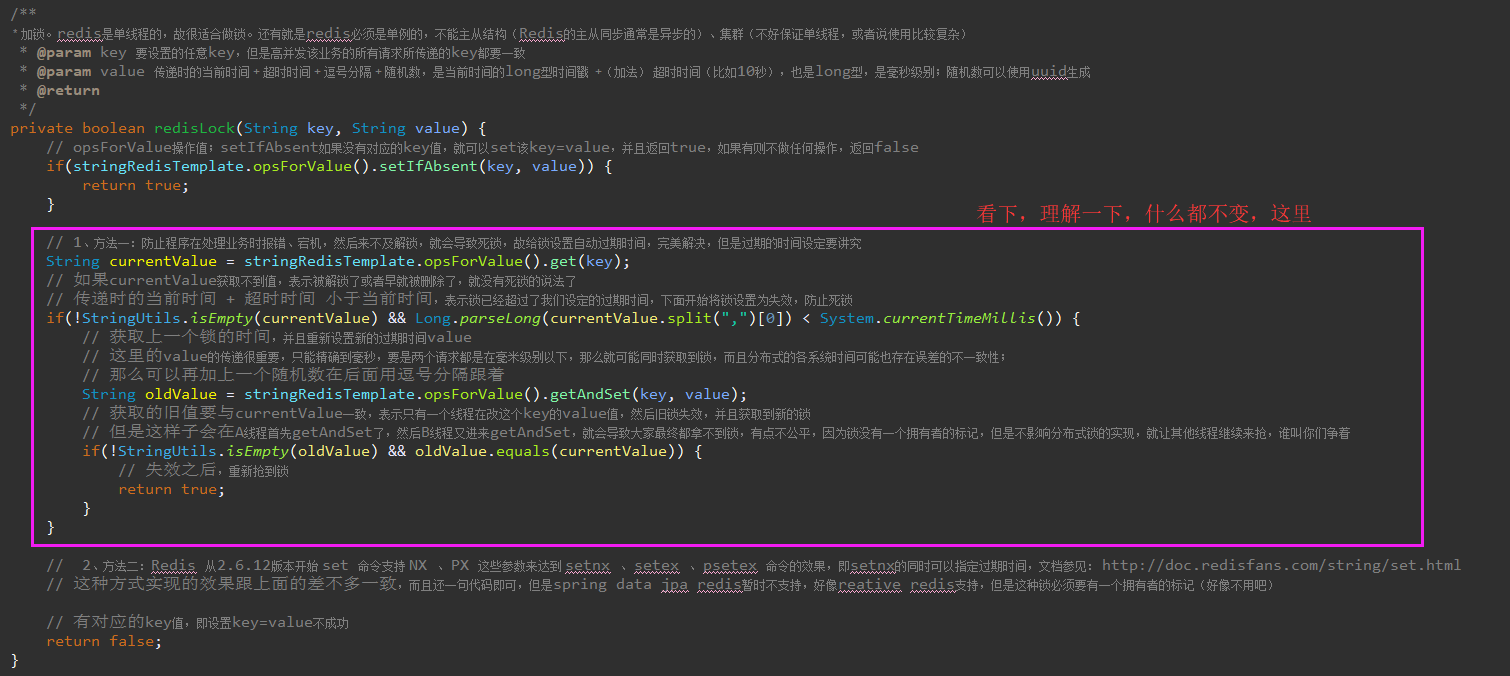 /**
*加锁。redis是单线程的，故很适合做锁。还有就是redis必须是单例的，不能主从结构（Redis的主从同步通常是异步的）、集群（不好保证单线程，或者说使用比较复杂）
* @param key 要设置的任意key，但是高并发该业务的所有请求所传递的key都要一致
* @param value 传递时的当前时间 + 超时时间 + 逗号分隔 + 随机数，是当前时间的long型时间戳 +（加法） 超时时间（比如10秒），也是long型，是毫秒级别；随机数可以使用uuid生成
* @return
*/
private boolean redisLock(String key, String value) {
// opsForValue操作值；setIfAbsent如果没有对应的key值，就可以set该key=value，并且返回true，如果有则不做任何操作，返回false
if(stringRedisTemplate.opsForValue().setIfAbsent(key, value)) {
return true;
}
看下，理解一下，什么都不变，这里
// 1、方法一：防止程序在处理业务时报错、宕机，然后来不及解锁，就会导致死锁，故给锁设置自动过期时间，完美解决，但是过期的时间设定要讲究
String currentValue = stringRedisTemplate.opsForValue().get(key);
// 如果currentValue获取不到值，表示被解锁了或者早就被删除了，就没有死锁的说法了
// 传递时的当前时间 + 超时时间 小于当前时间，表示锁已经超过了我们设定的过期时间，下面开始将锁设置为失效，防止死锁
if(!StringUtils.isEmpty(currentValue) && Long.parseLong(currentValue.split(",")[0]) < System.currentTimeMillis()) {
// 获取上一个锁的时间，并且重新设置新的过期时间value
// 这里的value的传递很重要，只能精确到毫秒，要是两个请求都是在毫米级别以下，那么就可能同时获取到锁，而且分布式的各系统时间可能也存在误差的不一致性；
// 那么可以再加上一个随机数在后面用逗号分隔跟着
String oldValue = stringRedisTemplate.opsForValue().getAndSet(key, value);
// 获取的旧值要与currentValue一致，表示只有一个线程在改这个key的value值，然后旧锁失效，并且获取到新的锁
// 但是这样子会在A线程首先getAndSet了，然后B线程又进来getAndSet，就会导致大家最终都拿不到锁，有点不公平，因为锁没有一个拥有者的标记，但是不影响分布式锁的实现，就让其他线程继续来抢，谁叫你们争着
if(!StringUtils.isEmpty(oldValue) && oldValue.equals(currentValue)) {
// 失效之后，重新抢到锁
return true;
}
}
// 2、方法二：Redis 从2.6.12版本开始 set 命令支持 NX 、PX 这些参数来达到 setnx 、setex 、psetex 命令的效果，即setnx的同时可以指定过期时间，文档参见：http://doc.redisfans.com/string/set.html
// 这种方式实现的效果跟上面的差不多一致，而且还一句代码即可，但是spring data jpa redis暂时不支持，好像reative redis支持，但是这种锁必须要有一个拥有者的标记（好像不用吧）
// 有对应的key值，即设置key=value不成功
return false;
}